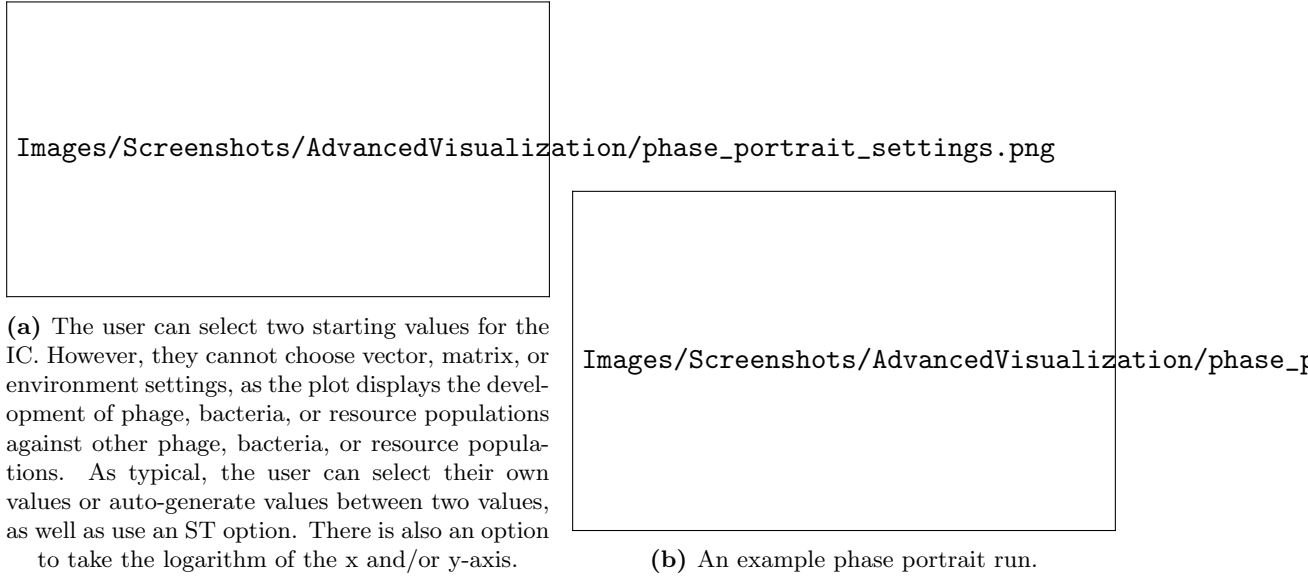 Images/Screenshots/AdvancedVisualization/phase_portrait_settings.png
(a) The user can select two starting values for the
IC. However, they cannot choose vector, matrix, or
environment settings, as the plot displays the devel-
opment of phage, bacteria, or resource populations
against other phage, bacteria, or resource popula-
tions. As typical, the user can select their own
values or auto-generate values between two values,
as well as use an ST option. There is also an option
to take the logarithm of the x and/or y-axis.
Images/Screenshots/AdvancedVisualization/phase_p
(b) An example phase portrait run.